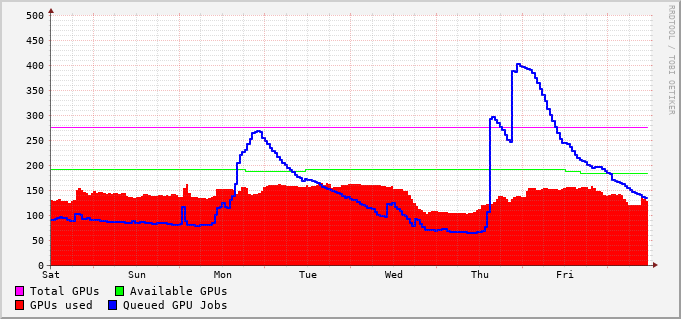 500
450
400
350
300
250
200
150
100
50
0
Sat Sun Mon Tue Wed Thu Fri
Total GPUs Available GPUs
GPUs used Queued GPU Jobs
RRDTOOL / TOBI OETIKER